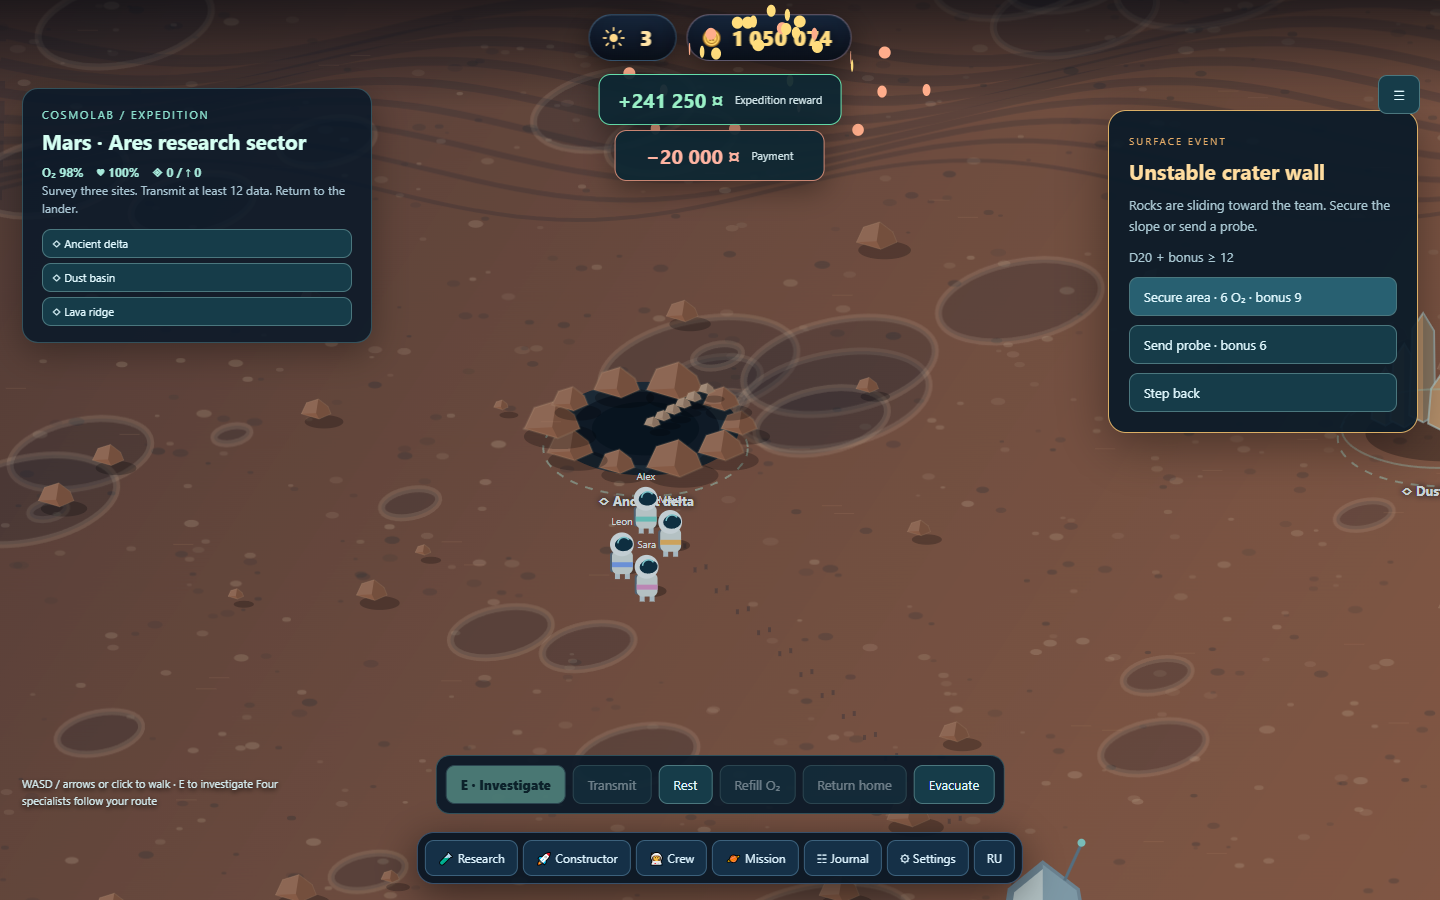 3
1 050 074
+241 250 ¤ Expedition reward
−20 000 ¤ Payment
COSMOLAB / EXPEDITION
Mars · Ares research sector
O₂ 98% ♥ 100% ◈ 0 / ↑ 0
Survey three sites. Transmit at least 12 data. Return to the
lander.
◇ Ancient delta
◇ Dust basin
◇ Lava ridge
☰
SURFACE EVENT
Unstable crater wall
Rocks are sliding toward the team. Secure the
slope or send a probe.
D20 + bonus ≥ 12
Secure area · 6 O₂ · bonus 9
Send probe · bonus 6
Step back
Alex
◇ Ancient delta
Leon
Sara
◇ Dus
WASD / arrows or click to walk · E to investigate Four
specialists follow your route
E · Investigate
Transmit
Rest
Refill O₂
Return home
Evacuate
Research
Constructor
Crew
Mission
☷ Journal
⚙ Settings
RU